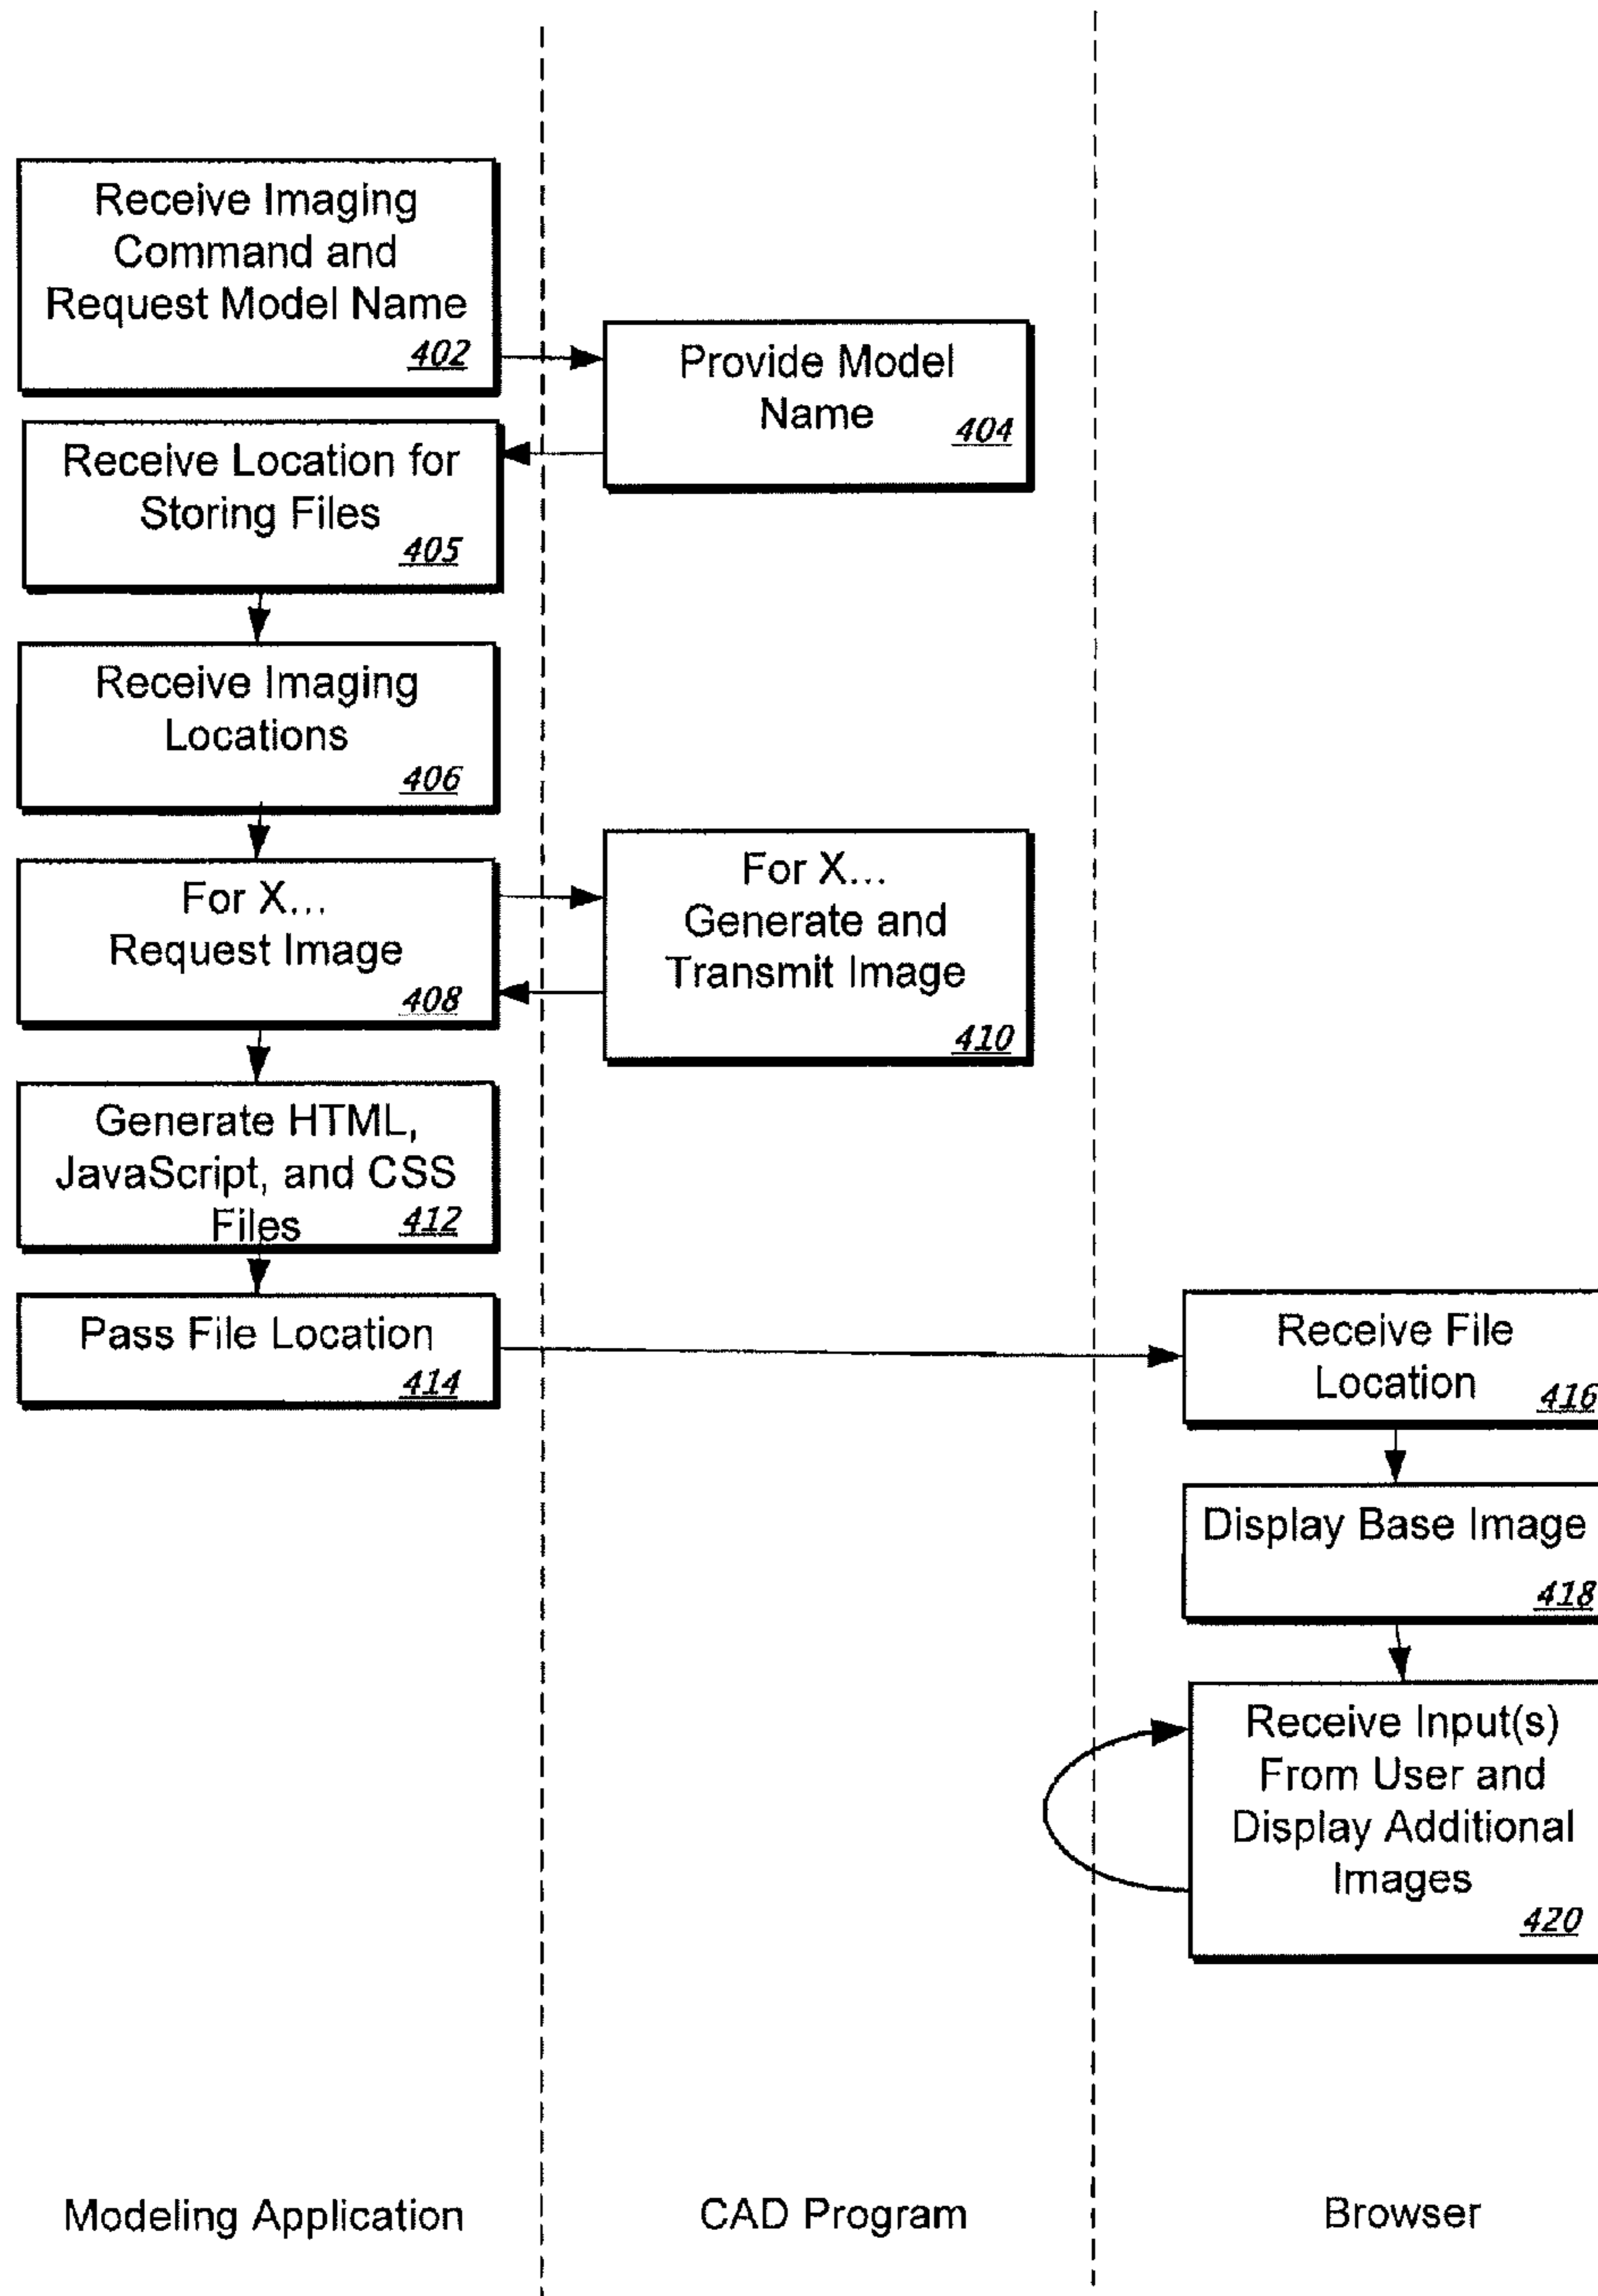 Receive Imaging
Command and
Request Model Name
402
Provide Model
Name
404
Receive Location for
Storing Files
405
Receive Imaging
Locations
406
For X...
Request Image
408
For X...
Generate and
Transmit Image
410
Generate HTML,
JavaScript, and CSS
Files
412
Pass File Location
414
Receive File
Location
416
Display Base Image
418
Receive Input(s)
From User and
Display Additional
Images
420
Modeling Application
CAD Program
Browser